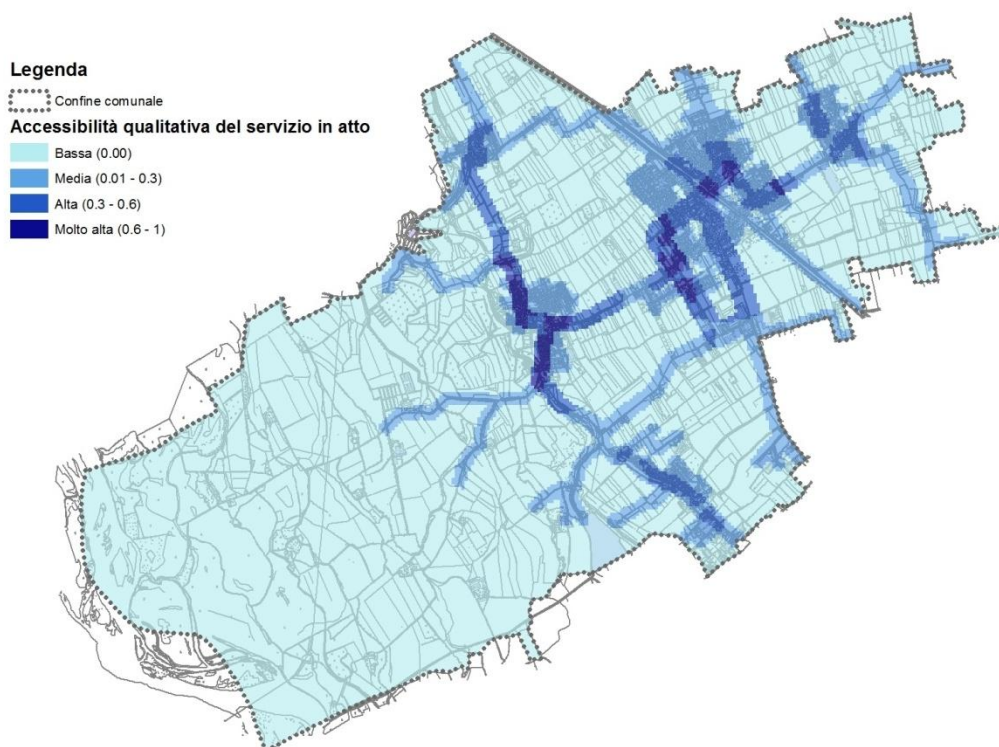 Legenda
Confine comunale
Accessibilità qualitativa del servizio in atto
Bassa (0.00)
Media (0.01 - 0.3)
Alta (0.3 - 0.6)
Molto alta (0.6 - 1)